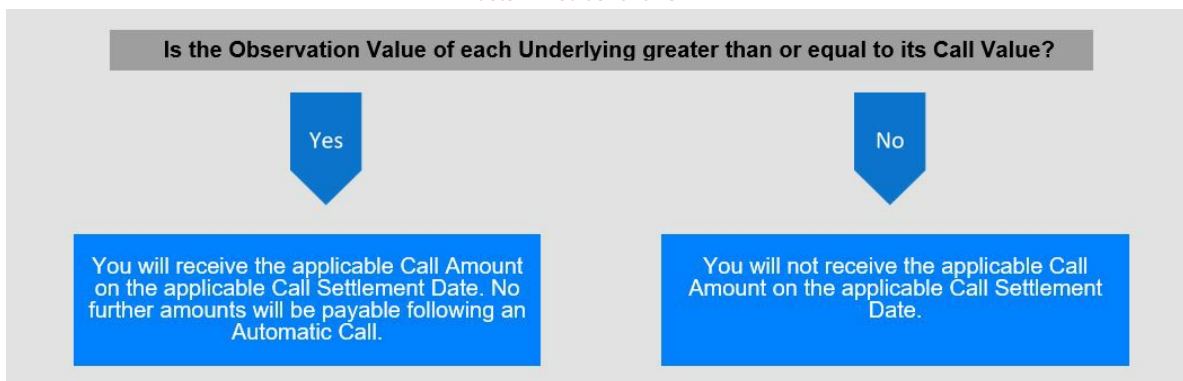 Is the Observation Value of each Underlying greater than or equal to its Call Value?
Yes
No
You will receive the applicable Call Amount
on the applicable Call Settlement Date. No
further amounts will be payable following an
Automatic Call.
You will not receive the applicable Call
Amount on the applicable Call Settlement
Date.